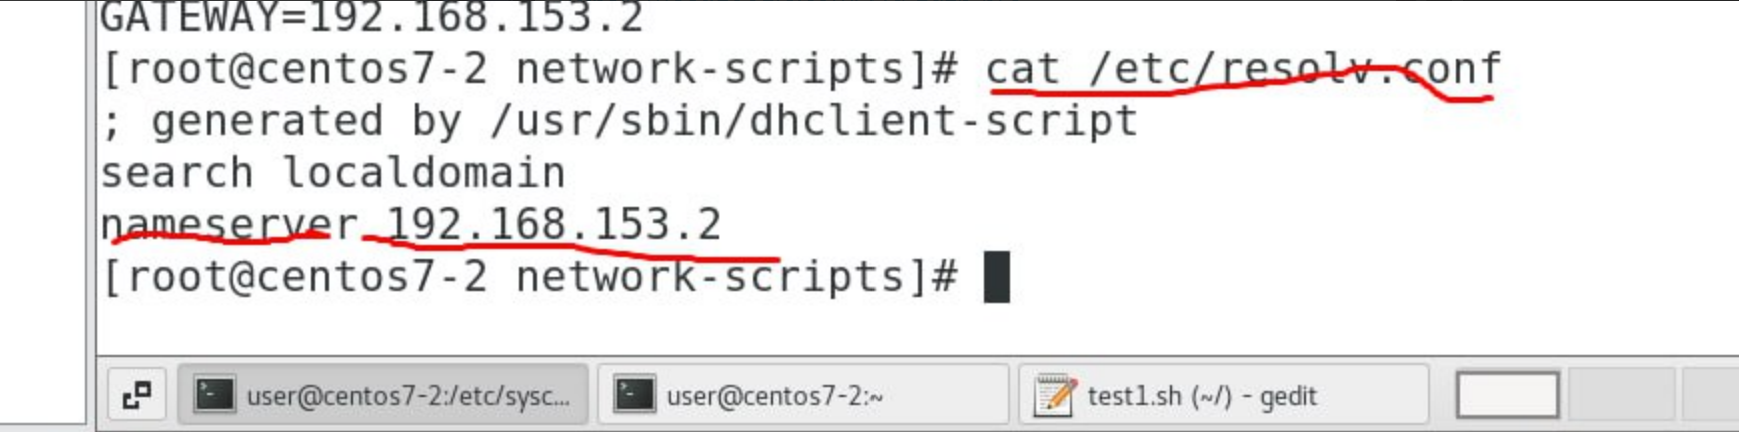 GATEWAY=192.168.153.2
[root@centos7-2 network-scripts]# cat /etc/resolv.conf
; generated by /usr/sbin/dhclient-script
search localdomain
nameserver 192.168.153.2
[root@centos7-2 network-scripts]#
user@centos7-2:/etc/sysc... user@centos7-2:~ test1.sh (~/) - gedit